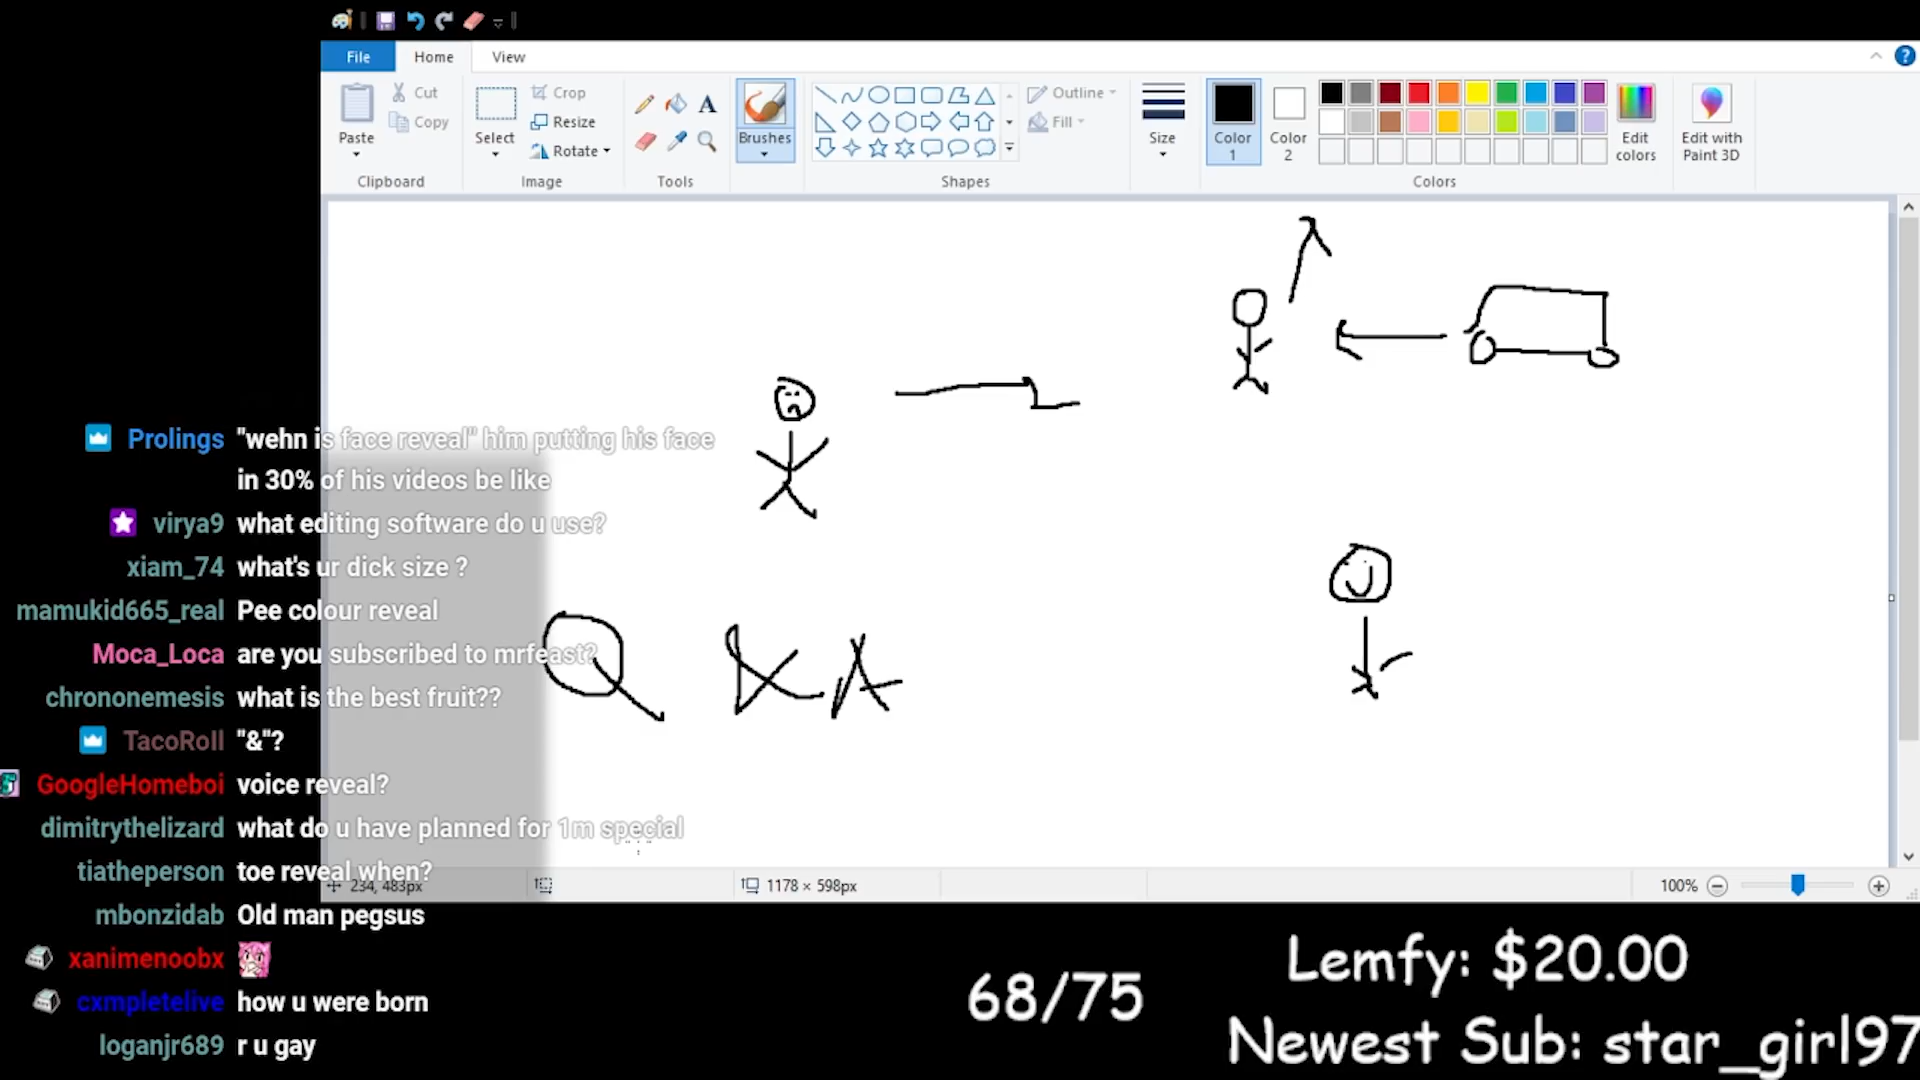 File Home View
Paste
Cut
Copy
Clipboard
Select
Crop
Resize
Rotate
Image
A
Tools
Brushes
Shapes
Outline
Fill
Size
Color 1
Color 2
Edit colors
Colors
Edit with Paint 3D
Prolings "wehn is face reveal" him putting his face
in 30% of his videos be like
virya9 what editing software do u use?
xiam_74 what's ur dick size ?
mamukid665_real Pee colour reveal
Moca_Loca are you subscribed to mrfeast?
chrononemesis what is the best fruit??
TacoRoll "&"?
GoogleHomeboi voice reveal?
dimitrythelizard what do u have planned for 1m special
tiatheperson toe reveal when?
mbonzidab Old man pegsus
xanimenoobx
cxmpletelive how u were born
loganjr689 r u gay
Q & A
234, 483px
1178 × 598px
100%
68/75
Lemfy: $20.00
Newest Sub: star_girl97